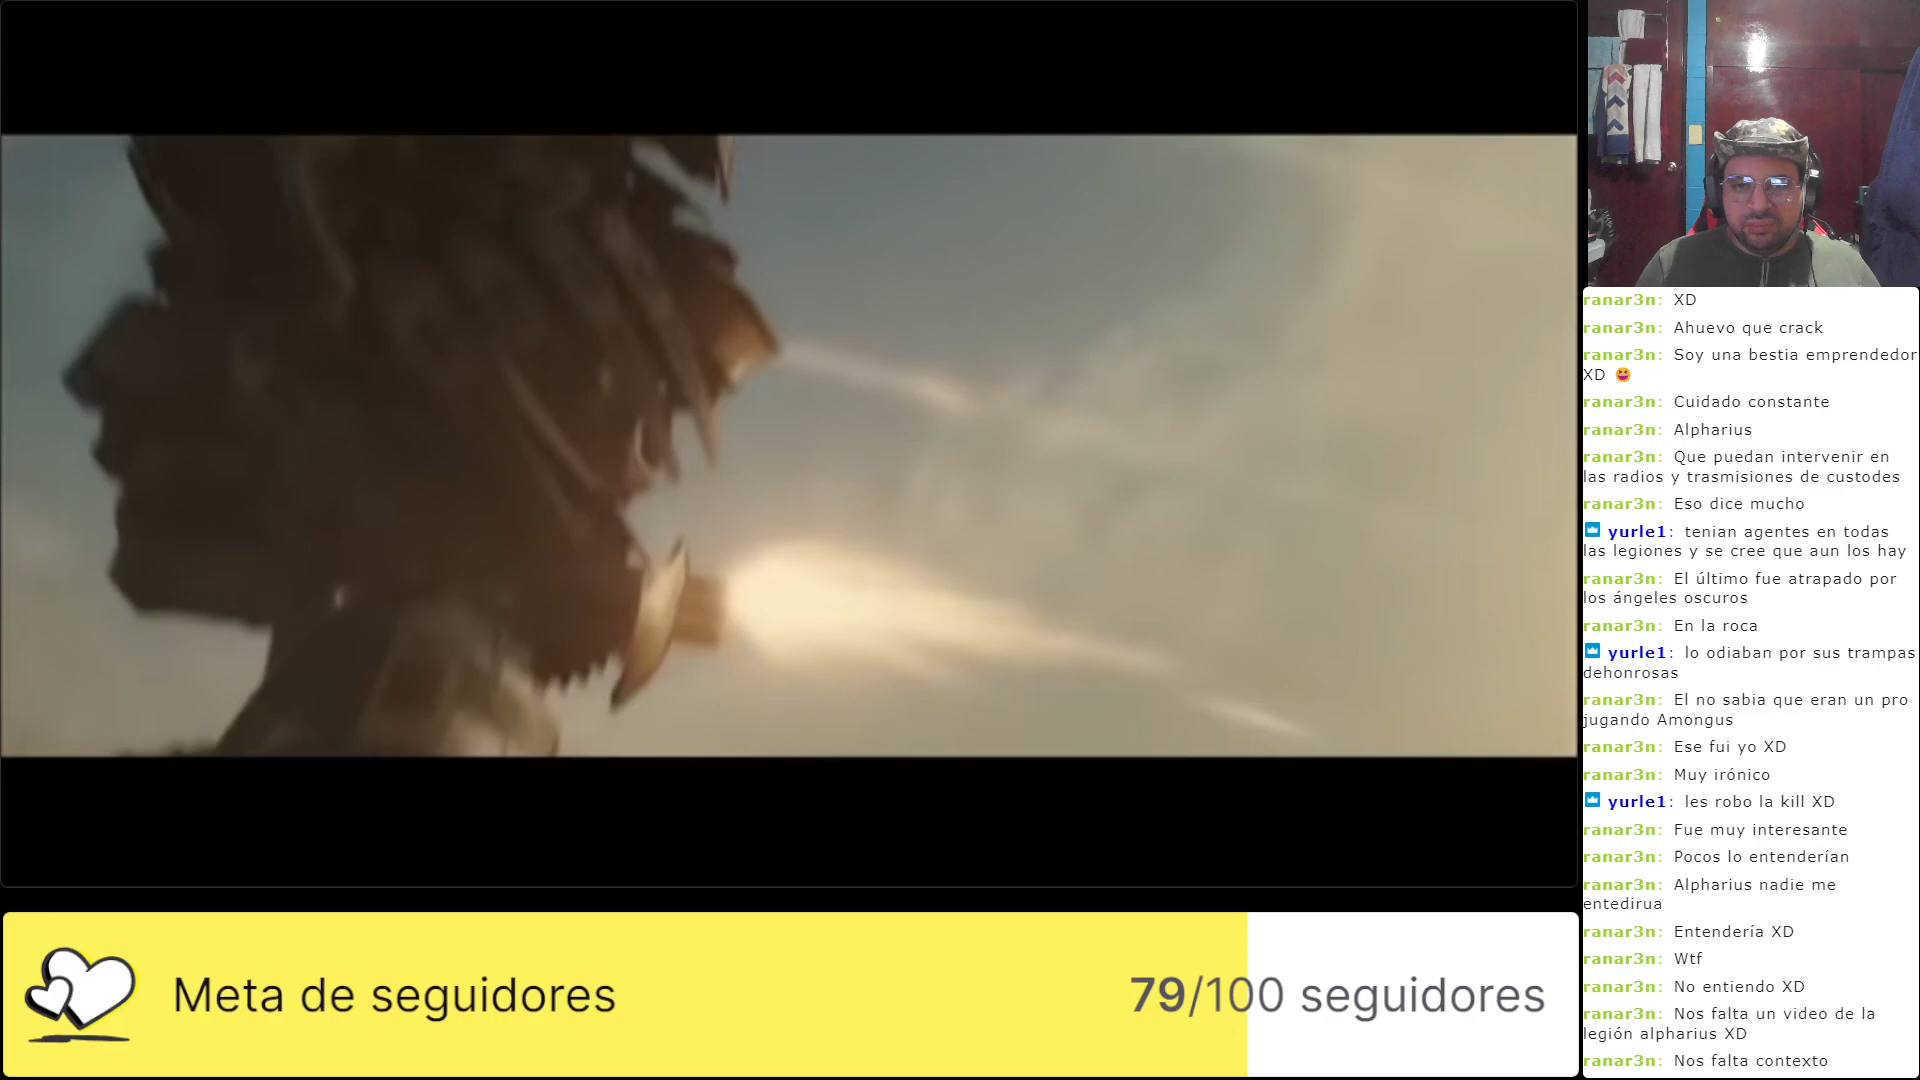 ranar3n: XD
ranar3n: Ahuevo que crack
ranar3n: Soy una bestia emprendedor
XD 😆
ranar3n: Cuidado constante
ranar3n: Alpharius
ranar3n: Que puedan intervenir en
las radios y trasmisiones de custodes
ranar3n: Eso dice mucho
yurle1: tenian agentes en todas
las legiones y se cree que aun los hay
ranar3n: El último fue atrapado por
los ángeles oscuros
ranar3n: En la roca
yurle1: lo odiaban por sus trampas
dehonrosas
ranar3n: El no sabia que eran un pro
jugando Amongus
ranar3n: Ese fui yo XD
ranar3n: Muy irónico
yurle1: les robo la kill XD
ranar3n: Fue muy interesante
ranar3n: Pocos lo entenderían
ranar3n: Alpharius nadie me
entedirua
ranar3n: Entendería XD
ranar3n: Wtf
ranar3n: No entiendo XD
ranar3n: Nos falta un video de la
legión alpharius XD
ranar3n: Nos falta contexto
Meta de seguidores
79/100 seguidores